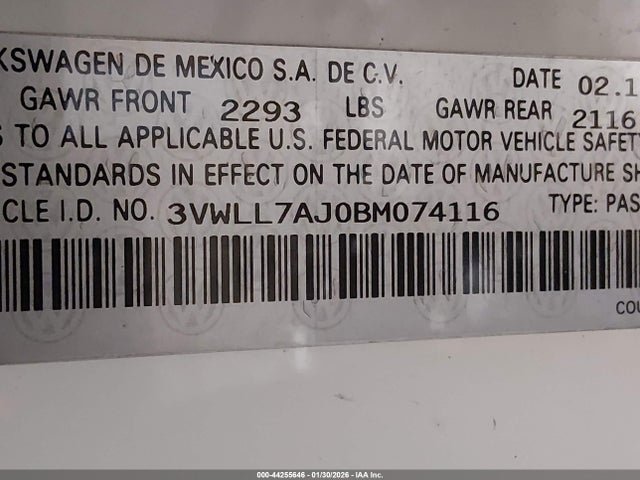 KSWAGEN DE MEXICO S.A. DE C.V. DATE 02.1
GAWR FRONT 2293 LBS GAWR REAR 2116
S TO ALL APPLICABLE U.S. FEDERAL MOTOR VEHICLE SAFETY
STANDARDS IN EFFECT ON THE DATE OF MANUFACTURE SH
CLE I.D. NO. 3VWLL7AJ0BM074116 TYPE: PAS
COU
000-44255646 - 01/30/2026 - IAA Inc.